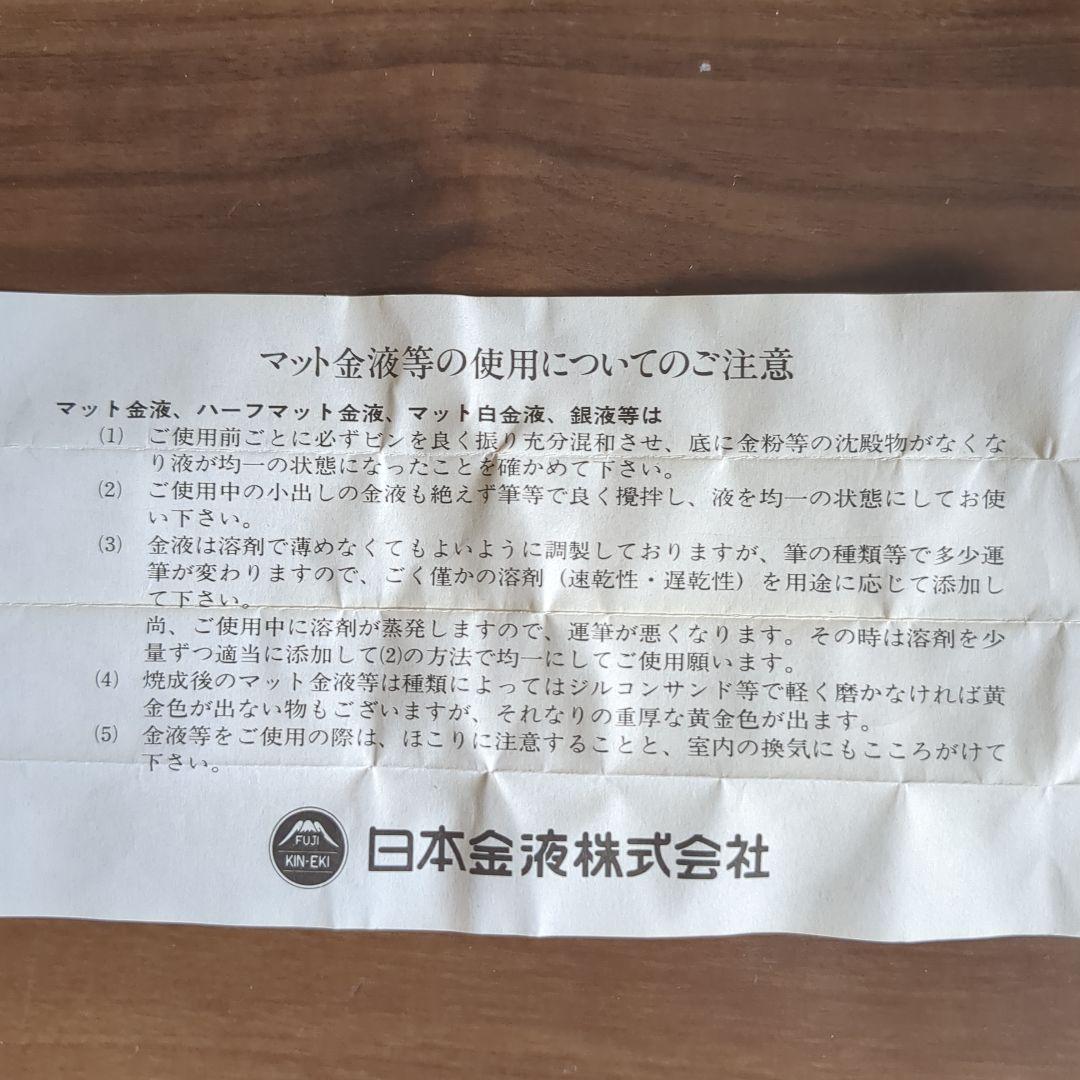 マット金液等の使用についてのご注意
マット金液、ハーフマット金液、マット白金液、銀液等は
(1) ご使用前ごとに必ずビンを良く振り充分混和させ、底に金粉等の沈殿物がなくな
り液が均一の状態になったことを確かめて下さい。
(2) ご使用中の小出しの金液も絶えず筆等で良く攪拌し、液を均一の状態にしてお使
い下さい。
(3) 金液は溶剤で薄めなくてもよいように調製しておりますが、筆の種類等で多少運
筆が変わりますので、ごく僅かの溶剤（速乾性・遅乾性）を用途に応じて添加し
て下さい。
尚、ご使用中に溶剤が蒸発しますので、運筆が悪くなります。その時は溶剤を少
量ずつ適当に添加して(2)の方法で均一にしてご使用願います。
(4) 焼成後のマット金液等は種類によってはジルコンサンド等で軽く磨かなければ黄
金色が出ない物もございますが、それなりの重厚な黄金色が出ます。
(5) 金液等をご使用の際は、ほこりに注意することと、室内の換気にもこころがけて
下さい。
FUJI
KIN-EKI
日本金液株式会社